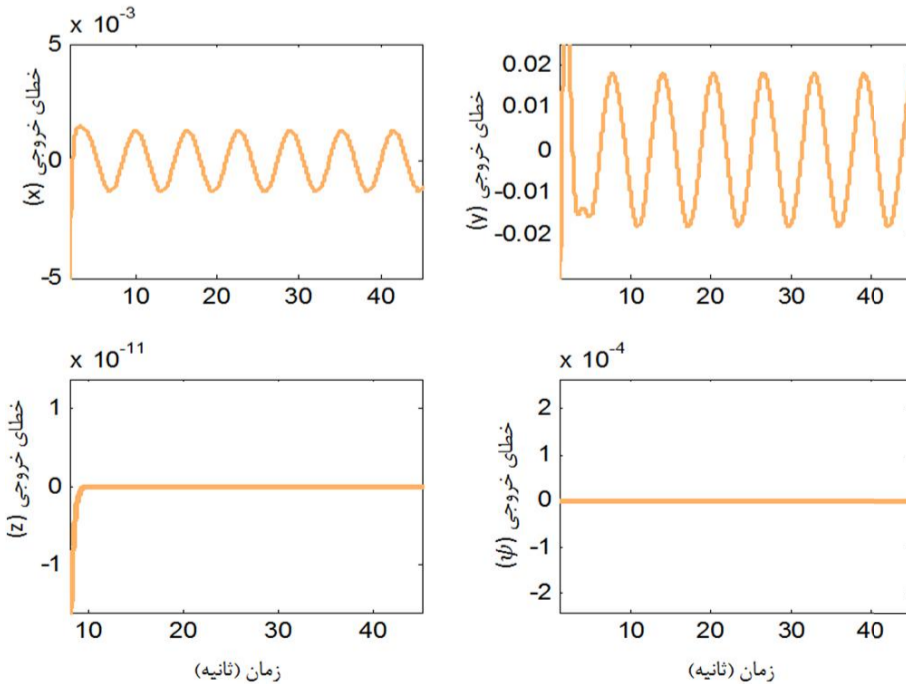 x 10^-3
5
0
-5
10 20 30 40
خطای خروجی (x)
0.02
0.01
0
-0.01
-0.02
10 20 30 40
خطای خروجی (y)
x 10^-11
1
0
-1
10 20 30 40
خطای خروجی (z)
زمان (ثانیه)
x 10^-4
2
1
0
-1
-2
10 20 30 40
خطای خروجی (ψ)
زمان (ثانیه)